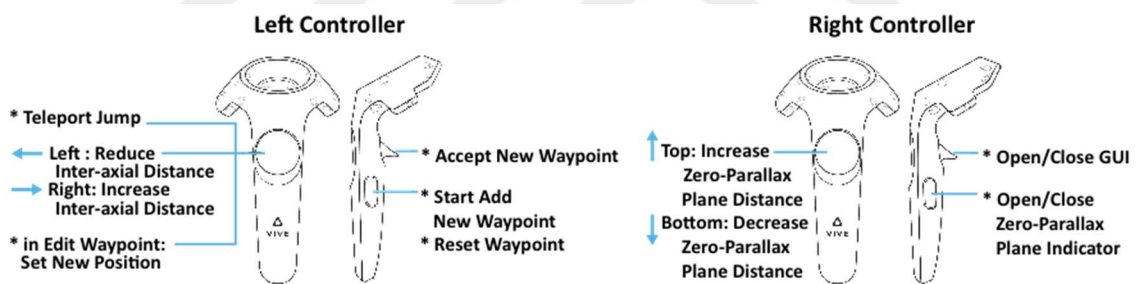 Left Controller
* Teleport Jump
Left : Reduce
Inter-axial Distance
Right: Increase
Inter-axial Distance
* in Edit Waypoint:
Set New Position
VIVE
* Accept New Waypoint
* Start Add
New Waypoint
* Reset Waypoint
Right Controller
Top: Increase
Zero-Parallax
Plane Distance
Bottom: Decrease
Zero-Parallax
Plane Distance
VIVE
* Open/Close GUI
* Open/Close
Zero-Parallax
Plane Indicator